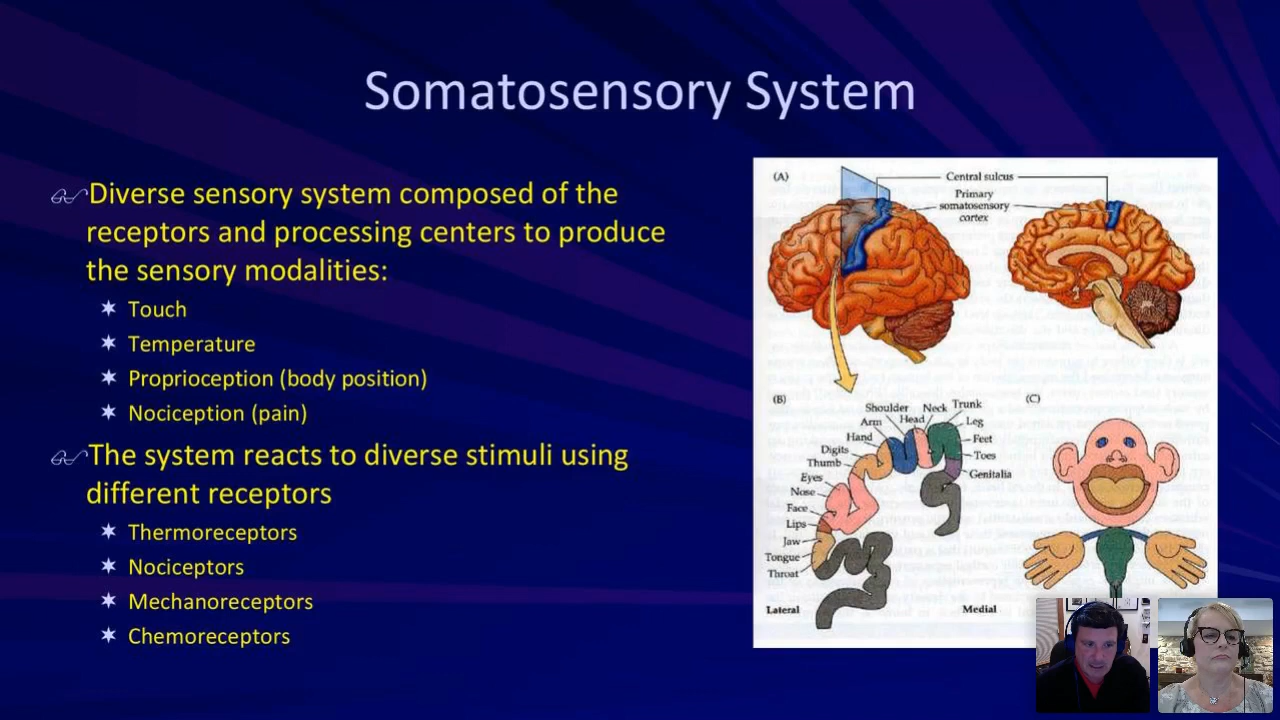 Somatosensory System
Diverse sensory system composed of the
receptors and processing centers to produce
the sensory modalities:
Touch
Temperature
Proprioception (body position)
Nociception (pain)
The system reacts to diverse stimuli using
different receptors
Thermoreceptors
Nociceptors
Mechanoreceptors
Chemoreceptors
(A)
Central sulcus
Primary
somatosensory
cortex
(B)
Shoulder
Neck
Trunk
Arm
Head
Leg
Hand
Feet
Digits
Toes
Thumb
Genitalia
Eyes
Nose
Face
Lips
Jaw
Tongue
Throat
Lateral
Medial
(C)